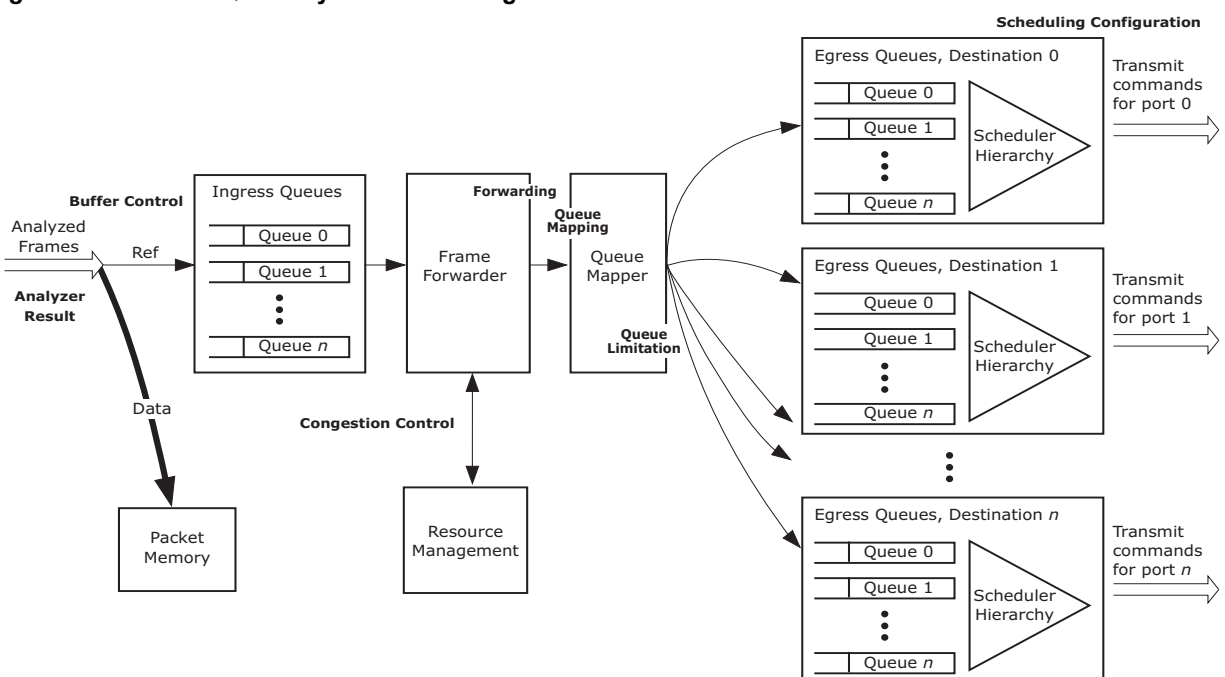 Scheduling Configuration
Egress Queues, Destination 0
Queue 0
Queue 1
Queue n
Scheduler
Hierarchy
Transmit
commands
for port 0
Buffer Control
Analyzed
Frames
Ref
Analyzer
Result
Data
Packet
Memory
Ingress Queues
Queue 0
Queue 1
Queue n
Frame
Forwarder
Forwarding
Congestion Control
Resource
Management
Queue
Mapping
Queue
Mapper
Queue
Limitation
Egress Queues, Destination 1
Queue 0
Queue 1
Queue n
Scheduler
Hierarchy
Transmit
commands
for port 1
Egress Queues, Destination n
Queue 0
Queue 1
Queue n
Scheduler
Hierarchy
Transmit
commands
for port n